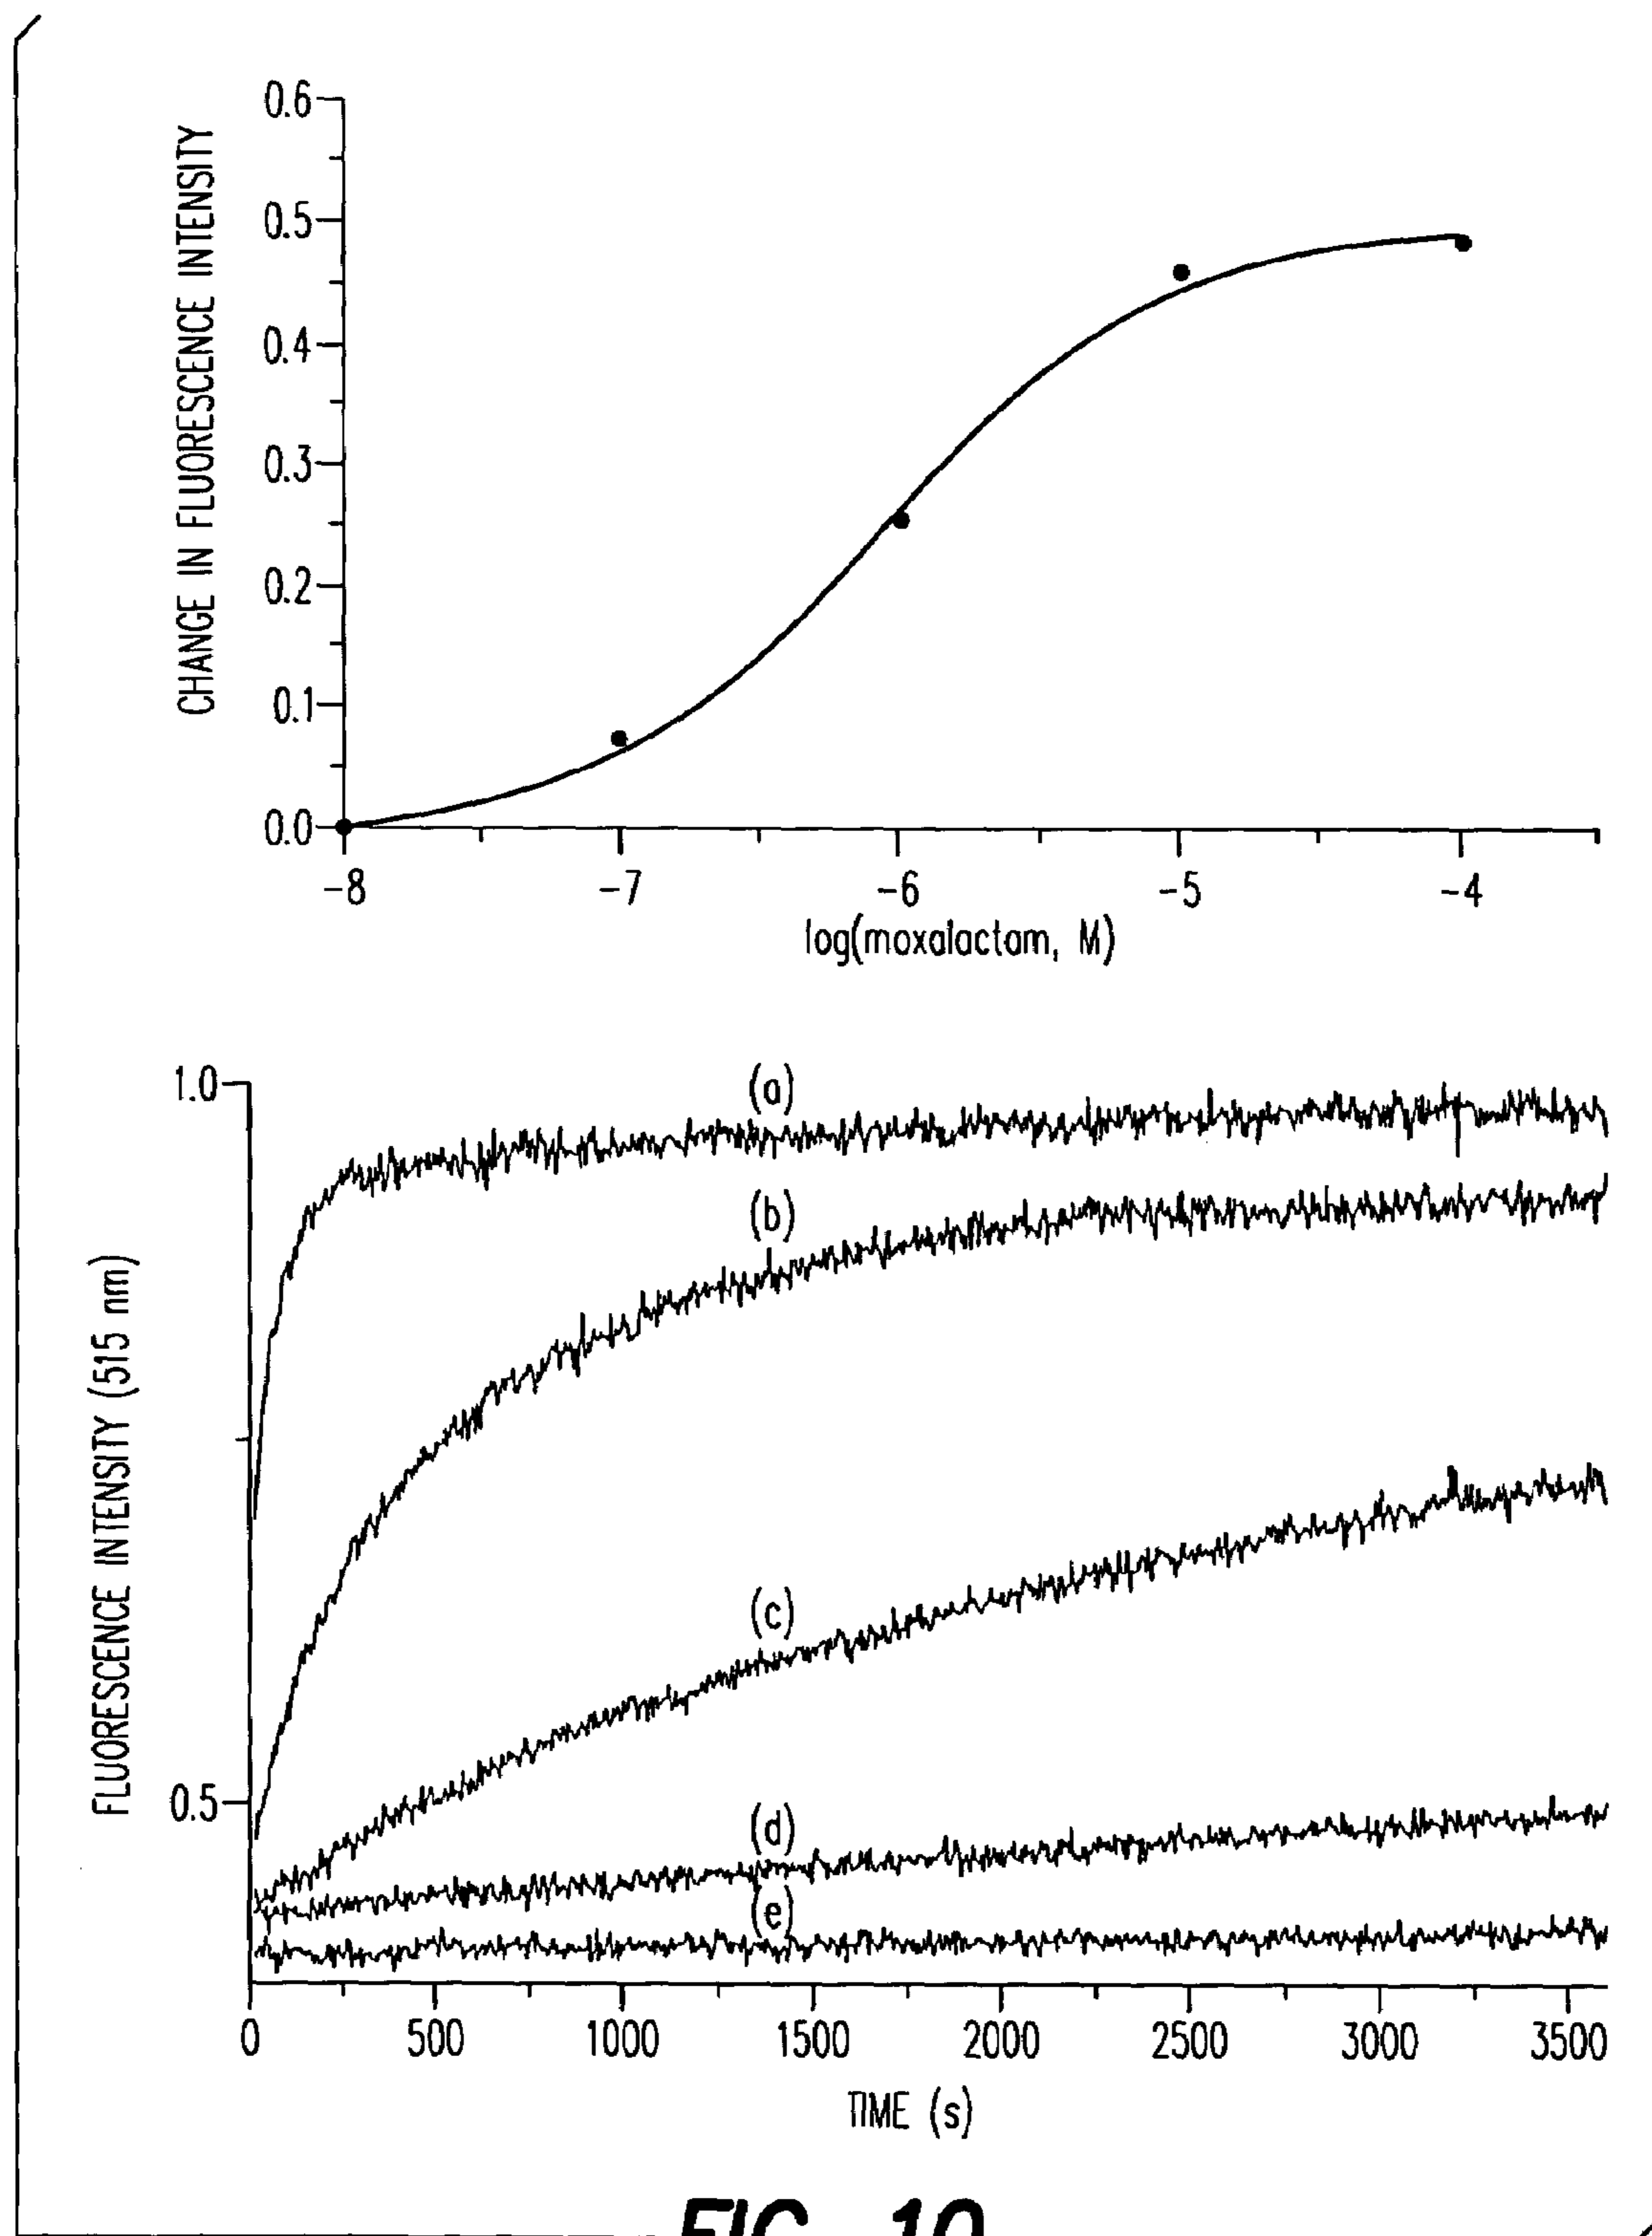 CHANGE IN FLUORESCENCE INTENSITY
0.6
0.5
0.4
0.3
0.2
0.1
0.0
-8 -7 -6 -5 -4
log(moxalactam, M)
FLUORESCENCE INTENSITY (515 nm)
1.0
0.5
(a)
(b)
(c)
(d)
(e)
0 500 1000 1500 2000 2500 3000 3500
TIME (s)
FIG. 10